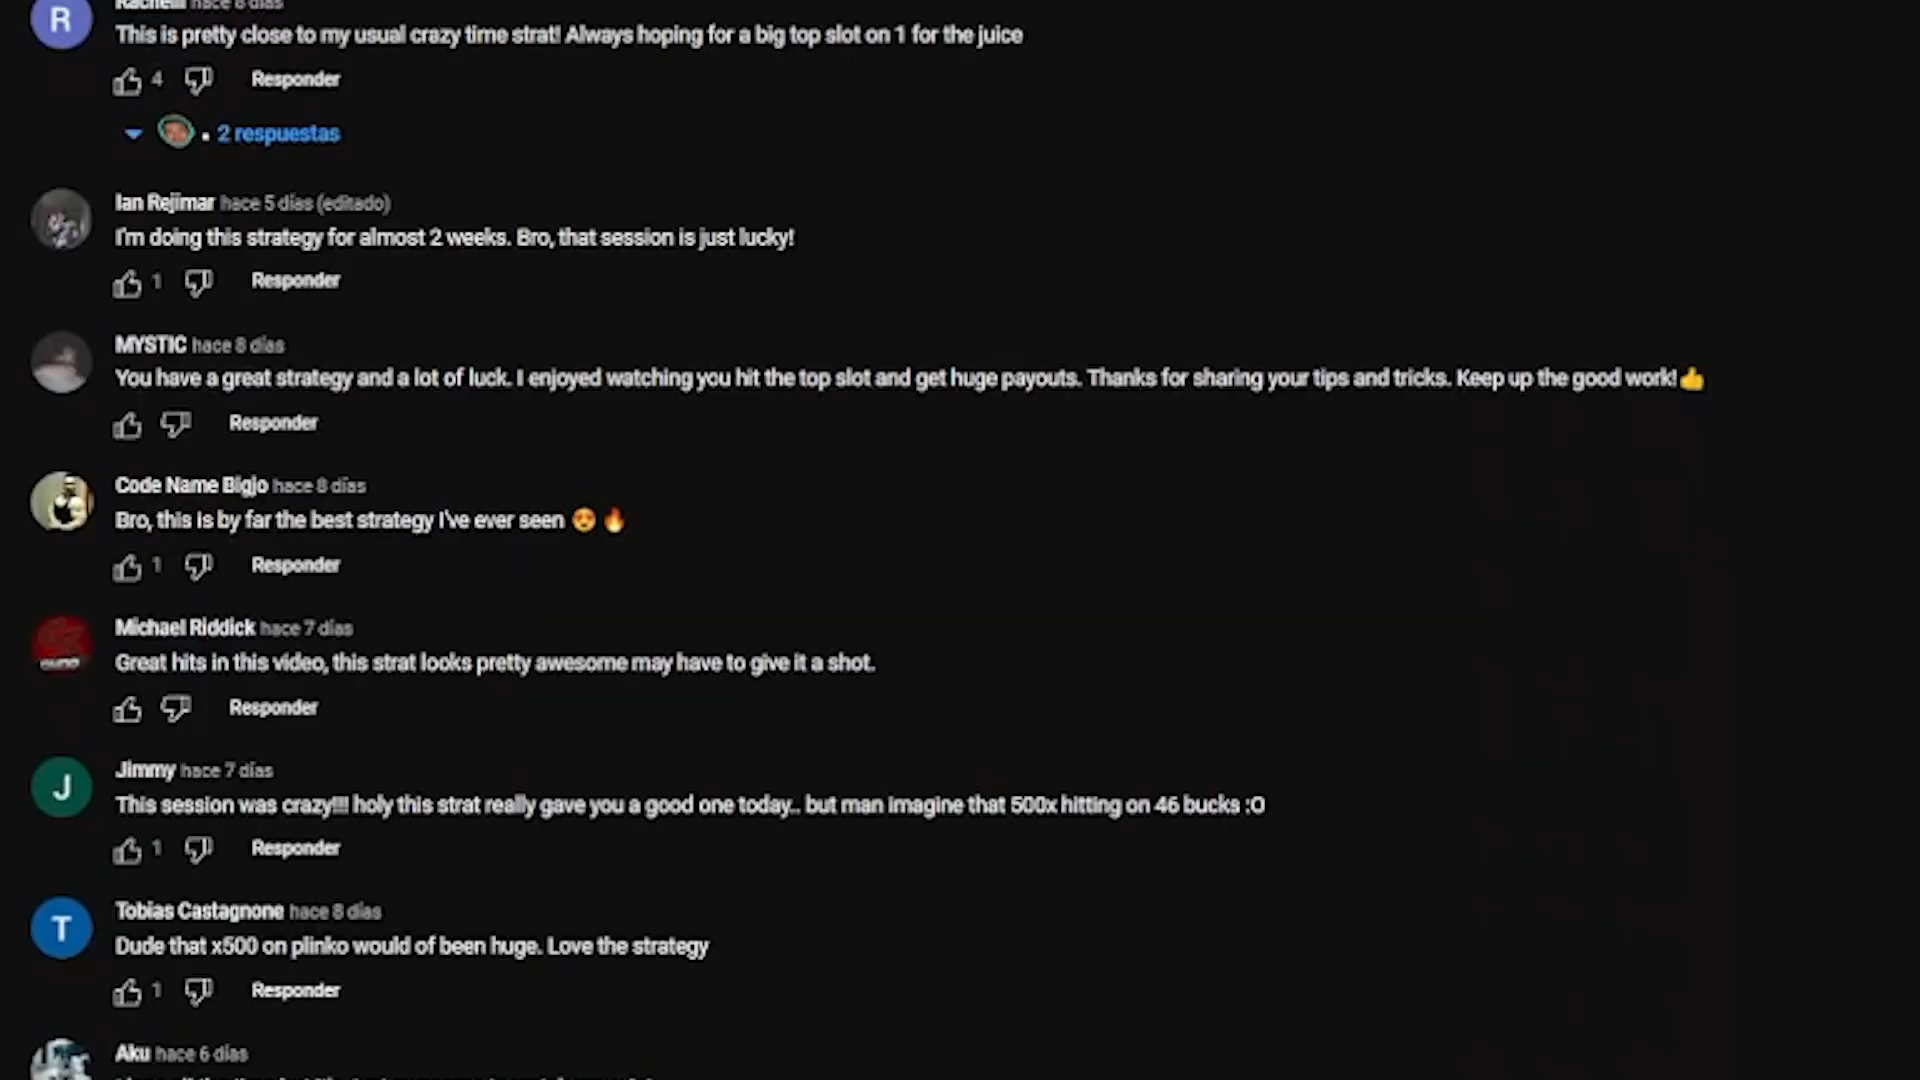 R
Rachelli hace 8 días
This is pretty close to my usual crazy time strat! Always hoping for a big top slot on 1 for the juice
4 Responder
• 2 respuestas
Ian Rejimar hace 5 días (editado)
I'm doing this strategy for almost 2 weeks. Bro, that session is just lucky!
1 Responder
MYSTIC hace 8 días
You have a great strategy and a lot of luck. I enjoyed watching you hit the top slot and get huge payouts. Thanks for sharing your tips and tricks. Keep up the good work!👍
Responder
Code Name Bigjo hace 8 días
Bro, this is by far the best strategy I've ever seen 😍 🔥
1 Responder
Michael Riddick hace 7 días
Great hits in this video, this strat looks pretty awesome may have to give it a shot.
Responder
J
Jimmy hace 7 días
This session was crazy!!!! holy this strat really gave you a good one today.. but man imagine that 500x hitting on 46 bucks :O
1 Responder
T
Tobias Castagnone hace 8 días
Dude that x500 on plinko would of been huge. Love the strategy
1 Responder
Aku hace 6 días